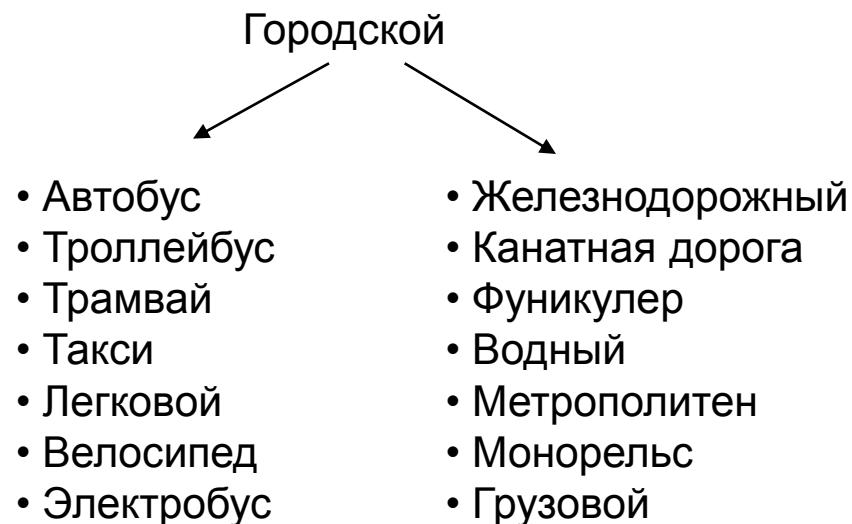 Городской
• Автобус
• Троллейбус
• Трамвай
• Такси
• Легковой
• Велосипед
• Электробус
• Железнодорожный
• Канатная дорога
• Фуникулер
• Водный
• Метрополитен
• Монорельс
• Грузовой